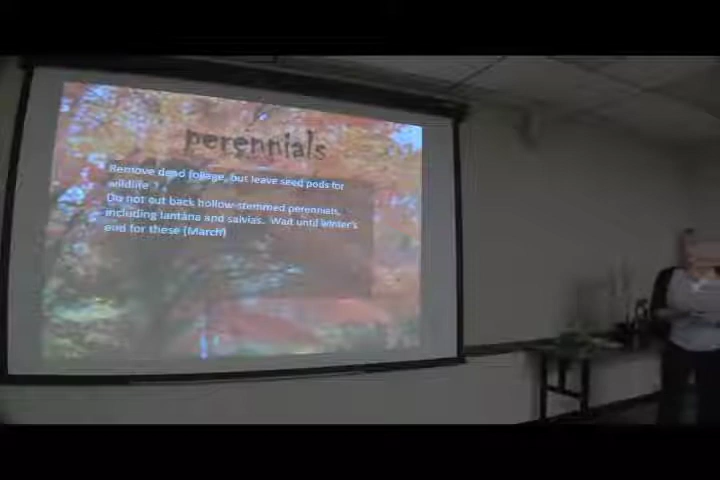 perennials
Remove dead foliage, but leave seed pods for
wildlife
Do not cut back hollow-stemmed perennials,
including lantana and salvias. Wait until winter's
end for these (March)